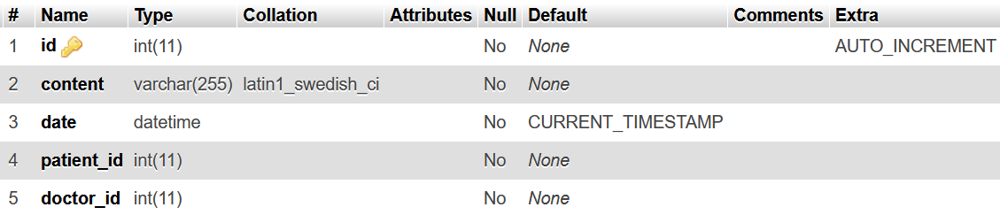 # Name Type Collation Attributes Null Default Comments Extra
1 id int(11) No None AUTO_INCREMENT
2 content varchar(255) latin1_swedish_ci No None
3 date datetime No CURRENT_TIMESTAMP
4 patient_id int(11) No None
5 doctor_id int(11) No None